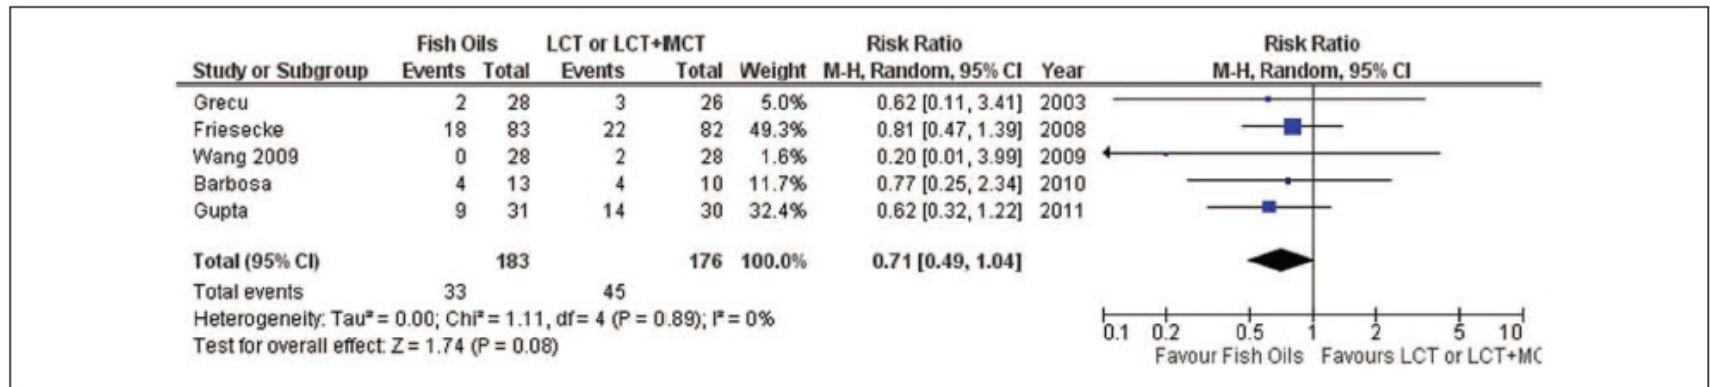 Fish Oils LCT or LCT+MCT Risk Ratio Risk Ratio
Study or Subgroup Events Total Events Total Weight M-H, Random, 95% CI Year M-H, Random, 95% CI
Grecu 2 28 3 26 5.0% 0.62 [0.11, 3.41] 2003
Friesecke 18 83 22 82 49.3% 0.81 [0.47, 1.39] 2008
Wang 2009 0 28 2 28 1.6% 0.20 [0.01, 3.99] 2009
Barbosa 4 13 4 10 11.7% 0.77 [0.25, 2.34] 2010
Gupta 9 31 14 30 32.4% 0.62 [0.32, 1.22] 2011
Total (95% CI) 183 176 100.0% 0.71 [0.49, 1.04]
Total events 33 45
Heterogeneity: Tau² = 0.00; Chi² = 1.11, df = 4 (P = 0.89); I² = 0%
Test for overall effect: Z = 1.74 (P = 0.08)
0.1 0.2 0.5 1 2 5 10
Favour Fish Oils Favours LCT or LCT+MC